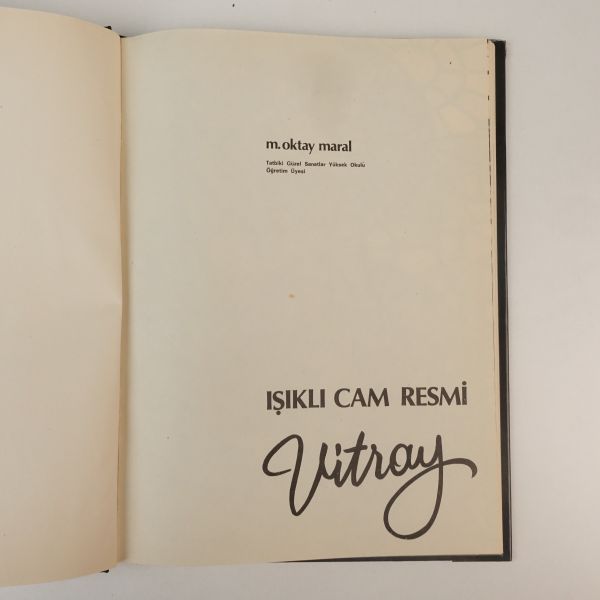 m. oktay maral
Tatbiki Güzel Sanatlar Yüksek Okulu
Öğretim Üyesi
IŞIKLI CAM RESMİ
Vitray